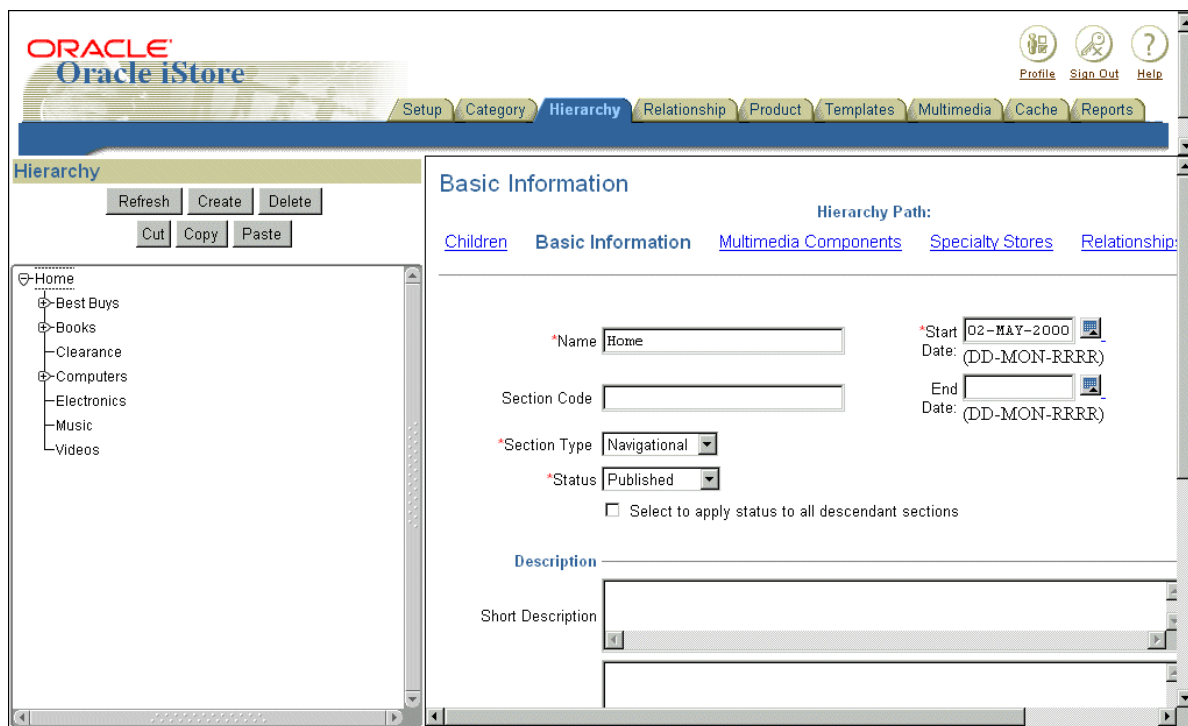 ORACLE
Oracle iStore
Profile Sign Out Help
Setup Category Hierarchy Relationship Product Templates Multimedia Cache Reports
Hierarchy
Refresh Create Delete
Cut Copy Paste
Home
Best Buys
Books
Clearance
Computers
Electronics
Music
Videos
Basic Information
Hierarchy Path:
Children Basic Information Multimedia Components Specialty Stores Relationships
*Name Home
*Start Date: 02-MAY-2000
(DD-MON-RRRR)
Section Code
End Date:
(DD-MON-RRRR)
*Section Type Navigational
*Status Published
Select to apply status to all descendant sections
Description
Short Description